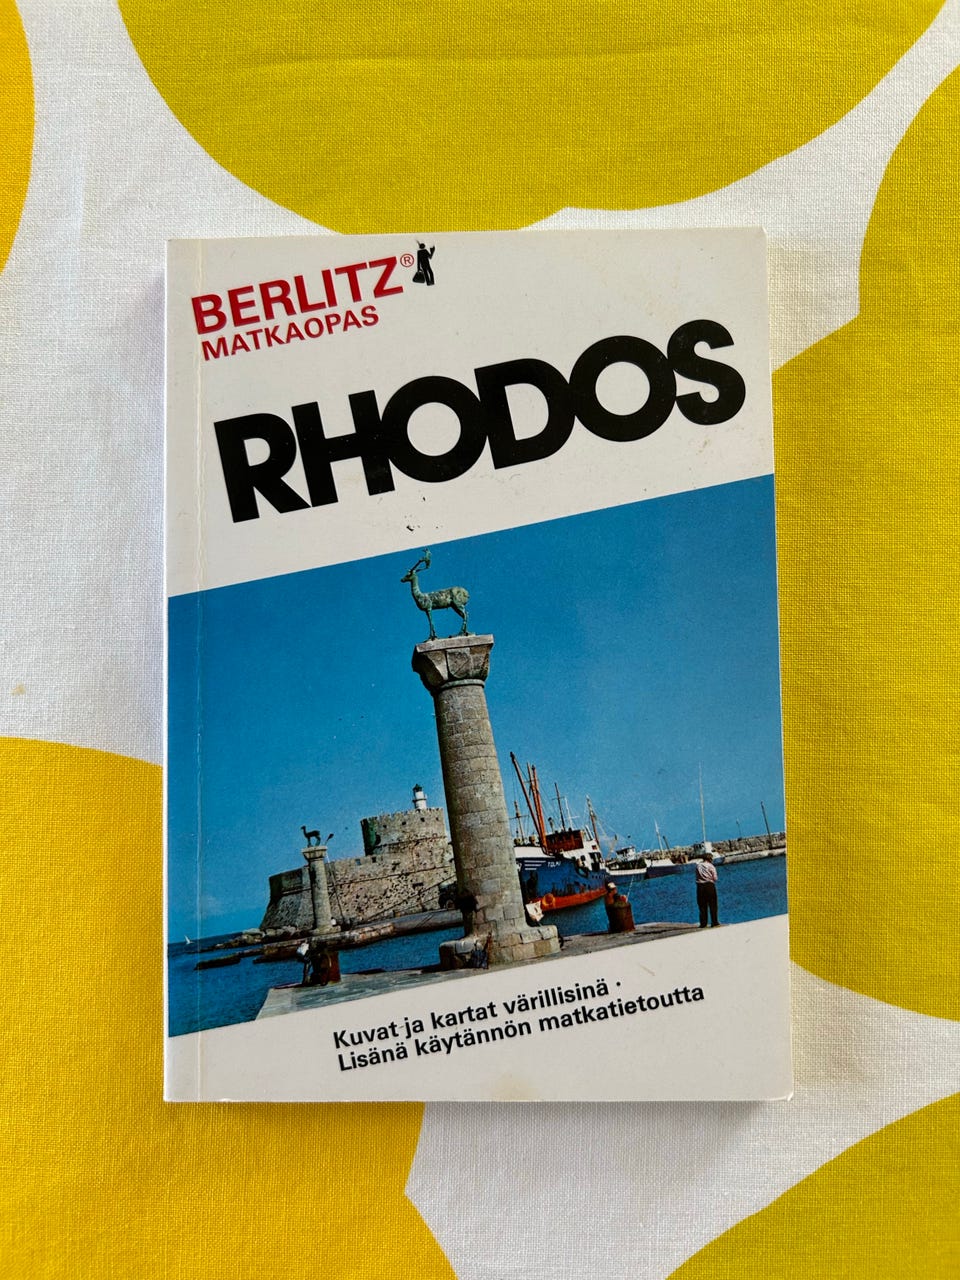 BERLITZ®
MATKAOPAS
RHODOS
Kuvat ja kartat värillisinä ·
Lisänä käytännön matkatietoutta